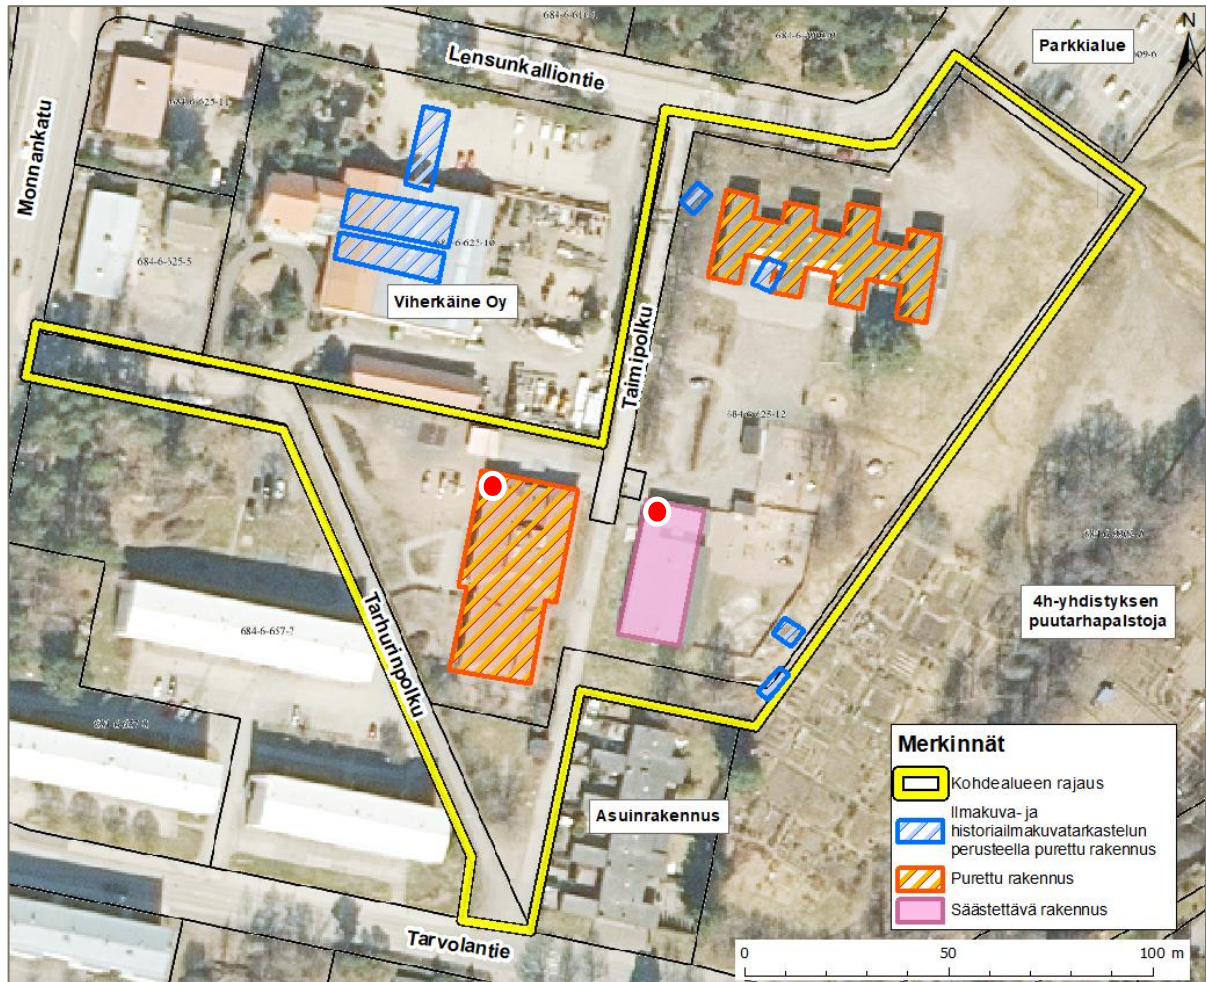 Parkkialue
N
Lensunkalliontie
684-6-625-11
Monnankatu
684-6-625-10
684-6-625-5
Viherkäine Oy
Taimipolku
684-6-625-12
4h-yhdistyksen
puutarhapalstoja
684-6-657-7
Tarhurinpolku
Asuinrakennus
Tarvolantie
Merkinnät
Kohdealueen rajaus
Ilmakuva- ja
historiailmakuvatarkastelun
perusteella purettu rakennus
Purettu rakennus
Säästettävä rakennus
0 50 100 m